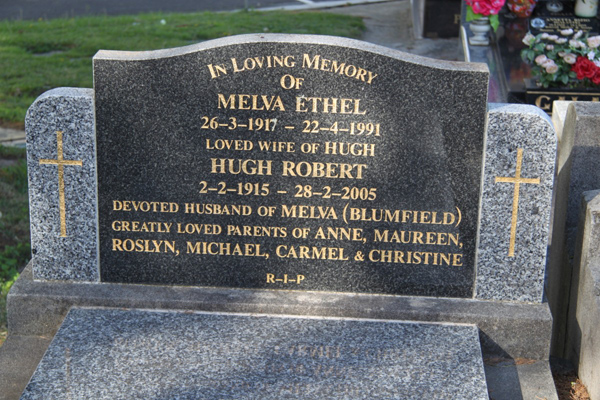 IN LOVING MEMORY
OF
MELVA ETHEL
26-3-1917 - 22-4-1991
LOVED WIFE OF HUGH
HUGH ROBERT
2-2-1915 - 28-2-2005
DEVOTED HUSBAND OF MELVA (BLUMFIELD)
GREATLY LOVED PARENTS OF ANNE, MAUREEN,
ROSLYN, MICHAEL, CARMEL & CHRISTINE
R-I-P